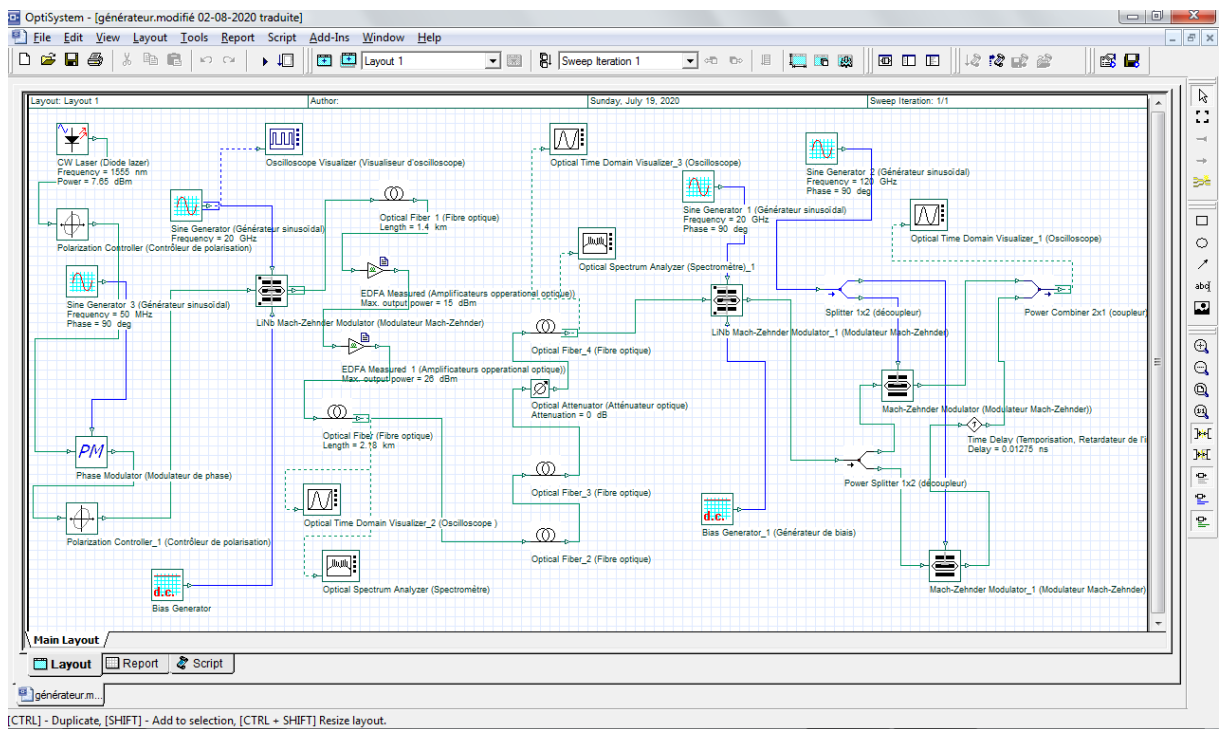 OptiSystem - [générateur.modifié 02-08-2020 traduite]
File Edit View Layout Tools Report Script Add-Ins Window Help
Layout 1
Sweep Iteration 1
Layout: Layout 1
Author:
Sunday, July 19, 2020
Sweep Iteration: 1/1
CW Laser (Diode lazer)
Frequency = 1555 nm
Power = 7.65 dBm
Oscilloscope Visualizer (Visualiseur d'oscilloscope)
Optical Time Domain Visualizer_3 (Oscilloscope)
Sine Generator_2 (Générateur sinusoïdal)
Frequency = 120 GHz
Phase = 90 deg
Sine Generator (Générateur sinusoïdal)
Frequency = 20 GHz
Polarization Controller (Contrôleur de polarisation)
Optical Fiber_1 (Fibre optique)
Length = 1.4 km
Sine Generator_1 (Générateur sinusoïdal)
Frequency = 20 GHz
Phase = 90 deg
Optical Time Domain Visualizer_1 (Oscilloscope)
Optical Spectrum Analyzer (Spectromètre)_1
Sine Generator_3 (Générateur sinusoïdal)
Frequency = 50 MHz
Phase = 90 deg
LiNb Mach-Zehnder Modulator (Modulateur Mach-Zehnder)
EDFA Measured (Amplificateurs opperational optique))
Max. output power = 15 dBm
LiNb Mach-Zehnder Modulator_1 (Modulateur Mach-Zehnder)
Splitter 1x2 (découpleur)
Power Combiner 2x1 (coupleur)
Optical Fiber_4 (Fibre optique)
EDFA Measured_1 (Amplificateurs opperational optique))
Max. output power = 26 dBm
Optical Attenuator (Atténuateur optique)
Attenuation = 0 dB
Mach-Zehnder Modulator (Modulateur Mach-Zehnder))
Optical Fiber (Fibre optique)
Length = 2.18 km
Time Delay (Temporisation, Retardateur de l'i
Delay = 0.01275 ns
PM
Phase Modulator (Modulateur de phase)
Power Splitter 1x2 (découpleur)
Optical Fiber_3 (Fibre optique)
Optical Time Domain Visualizer_2 (Oscilloscope )
d.c.
Bias Generator_1 (Générateur de biais)
Polarization Controller_1 (Contrôleur de polarisation)
Optical Fiber_2 (Fibre optique)
Optical Spectrum Analyzer (Spectromètre)
Mach-Zehnder Modulator_1 (Modulateur Mach-Zehnder)
d.c.
Bias Generator
Main Layout
Layout Report Script
générateur.m...
[CTRL] - Duplicate, [SHIFT] - Add to selection, [CTRL + SHIFT] Resize layout.